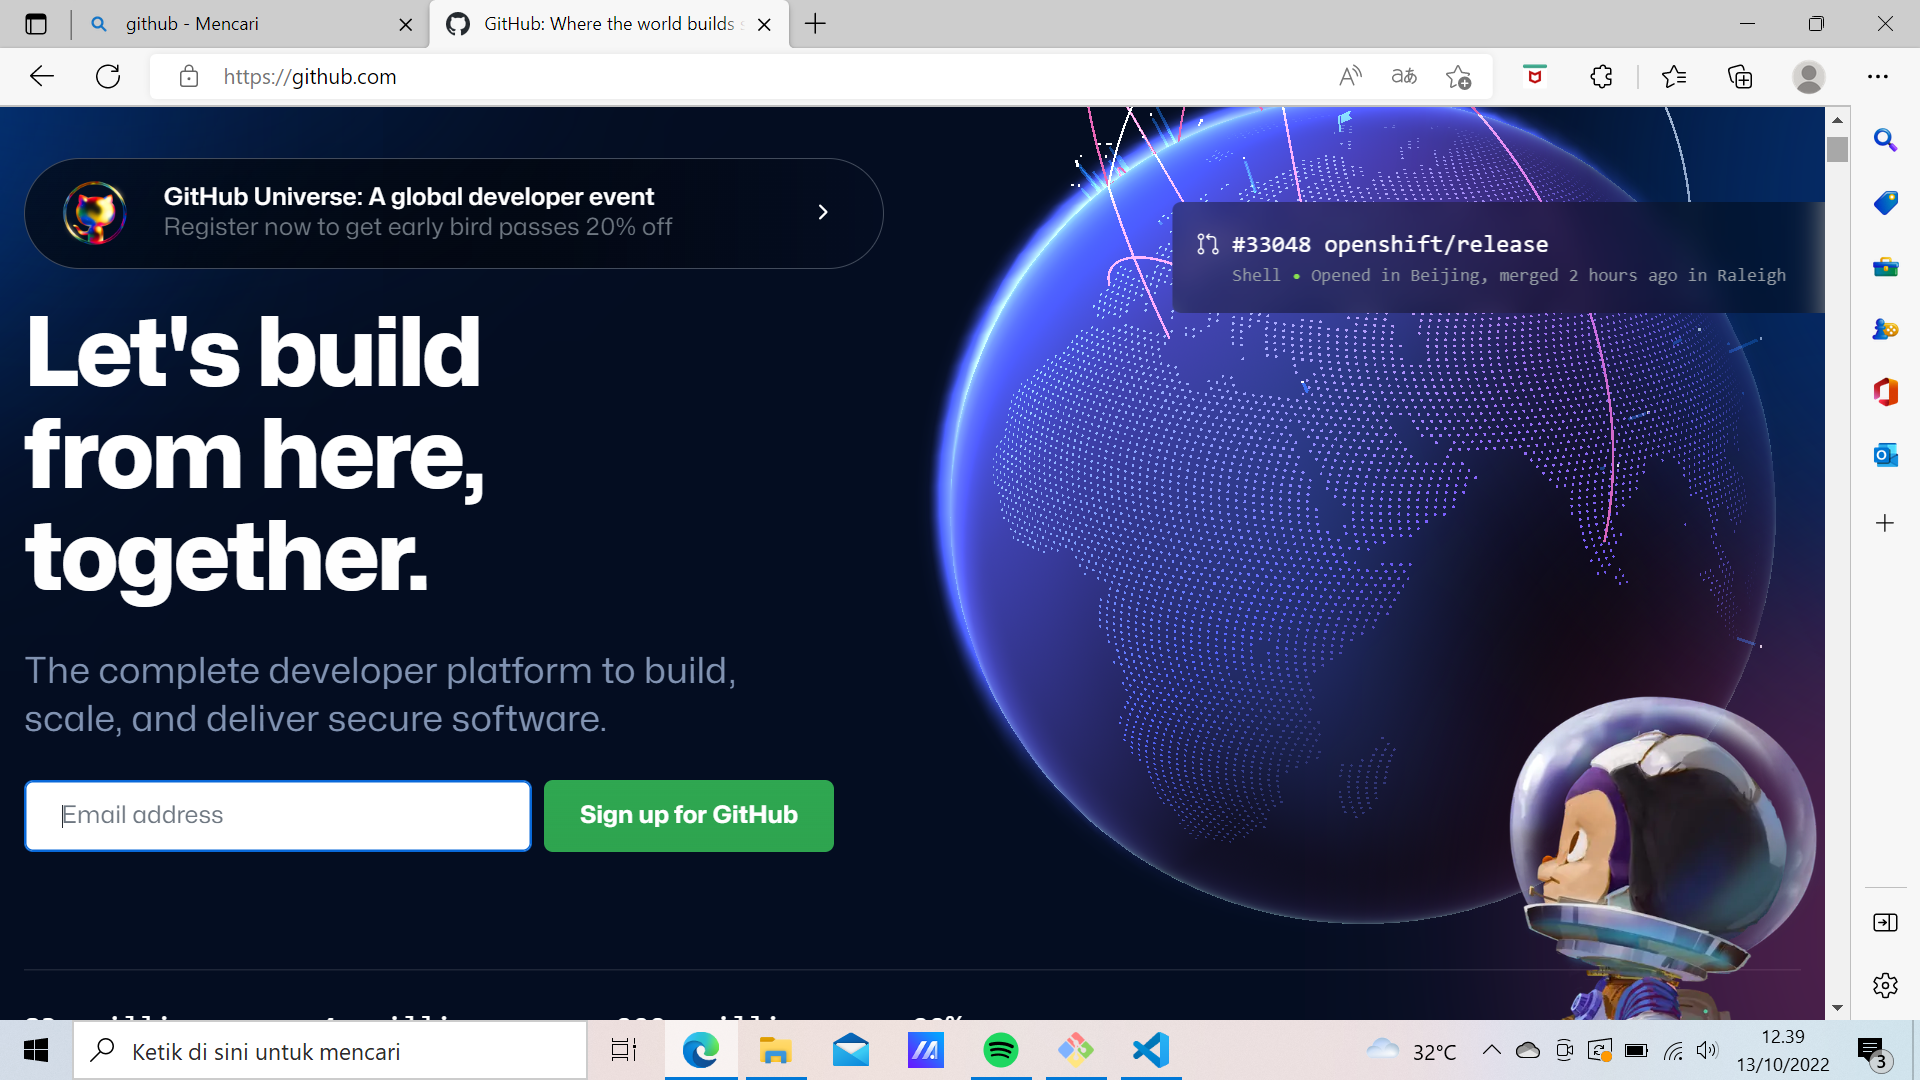 github - Mencari
GitHub: Where the world builds
https://github.com
GitHub Universe: A global developer event
Register now to get early bird passes 20% off
#33048 openshift/release
Shell • Opened in Beijing, merged 2 hours ago in Raleigh
Let's build
from here,
together.
The complete developer platform to build,
scale, and deliver secure software.
Email address
Sign up for GitHub
Ketik di sini untuk mencari
32°C
12.39
13/10/2022
3